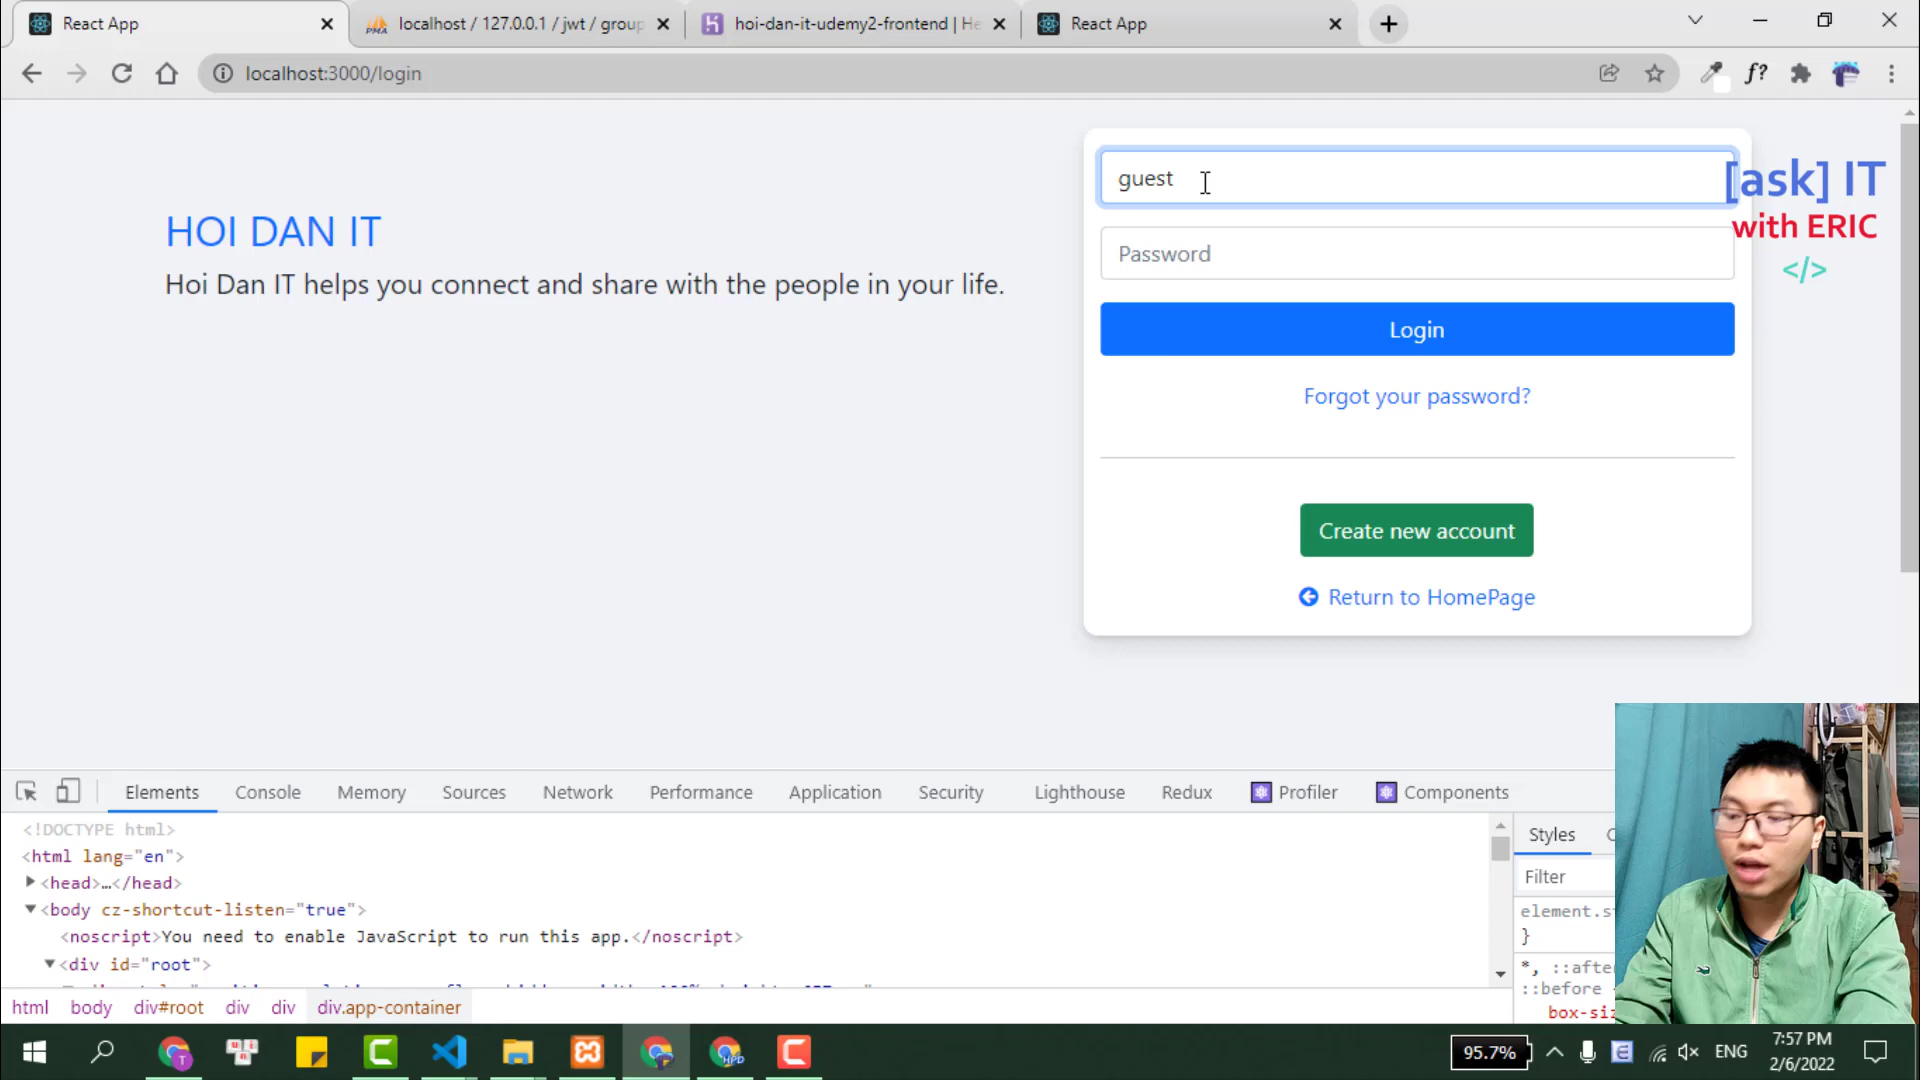 React App
localhost / 127.0.0.1 / jwt / group
hoi-dan-it-udemy2-frontend | He
React App
localhost:3000/login
f?
guest
[ask] IT
with ERIC
</>
HOI DAN IT
Hoi Dan IT helps you connect and share with the people in your life.
Password
Login
Forgot your password?
Create new account
Return to HomePage
Elements
Console
Memory
Sources
Network
Performance
Application
Security
Lighthouse
Redux
Profiler
Components
<!DOCTYPE html>
<html lang="en">
<head>…</head>
<body cz-shortcut-listen="true">
<noscript>You need to enable JavaScript to run this app.</noscript>
<div id="root">
Styles
Filter
element.st
}
*, ::after
::before
box-siz
html body div#root div div div.app-container
95.7%
ENG
7:57 PM
2/6/2022